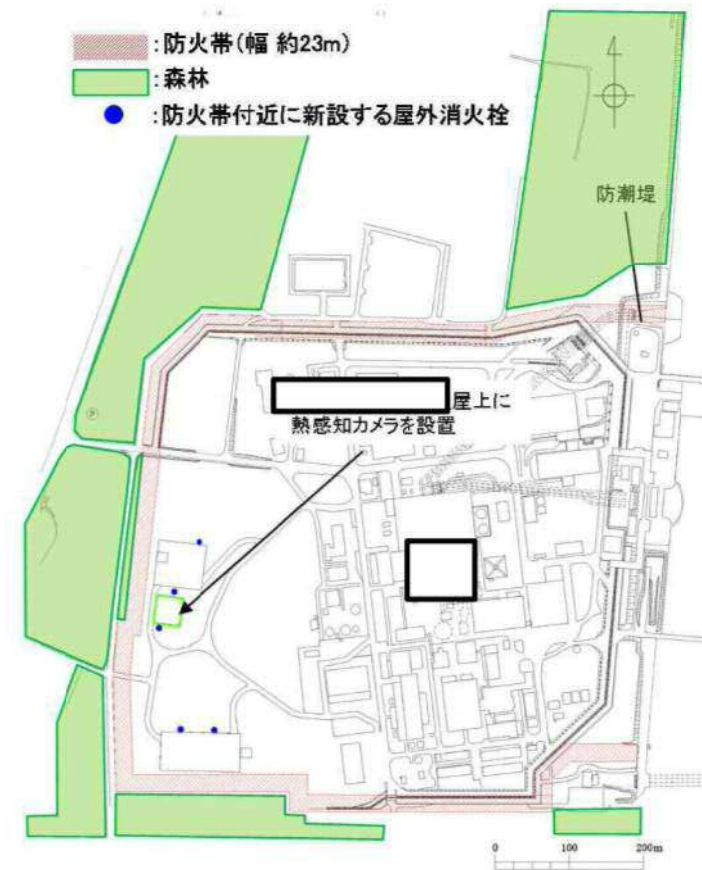 :防火帯(幅 約23m)
:森林
:防火帯付近に新設する屋外消火栓
防潮堤
屋上に
熱感知カメラを設置
0 100 200m